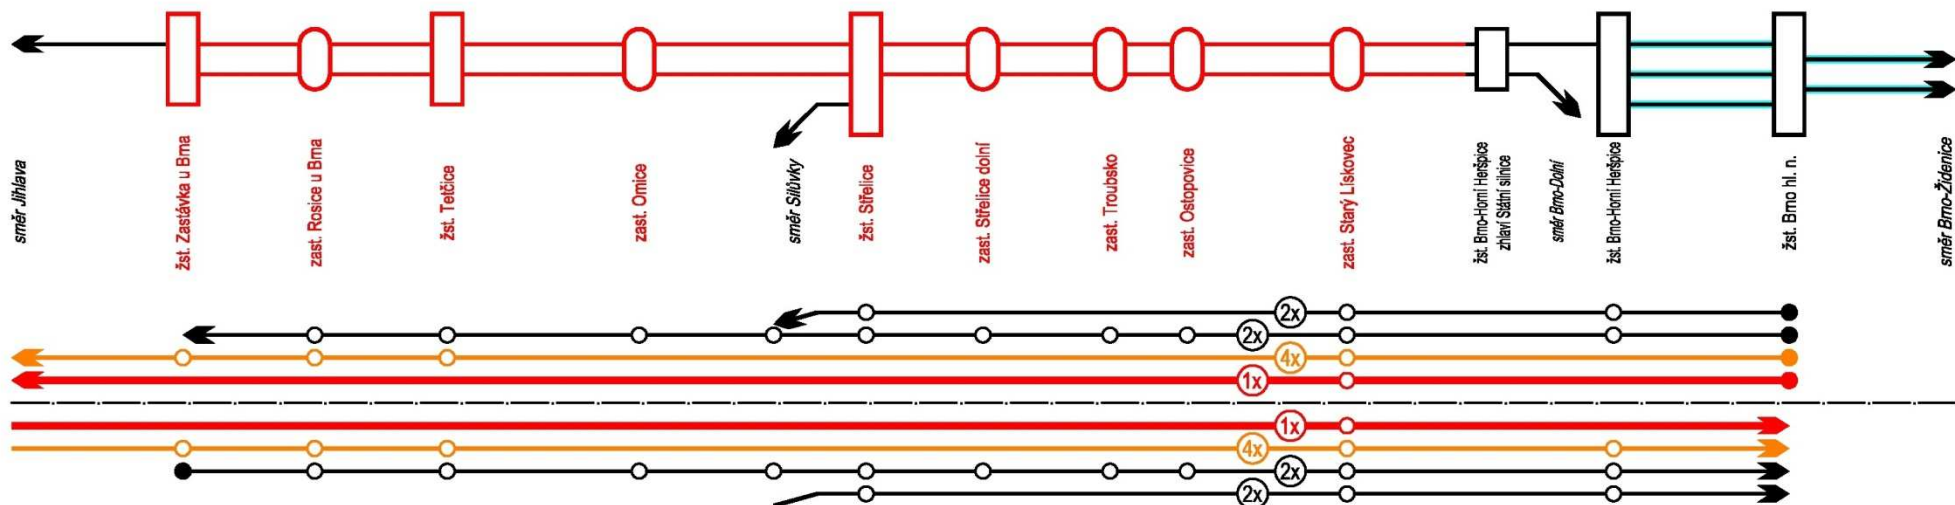 směr Jihlava
žst. Zastávka u Brna
zast. Rosice u Brna
žst. Tetčice
zast. Omice
směr Silůvky
žst. Střelice
zast. Střelice dolní
zast. Troubsko
zast. Ostopovice
zast. Starý Lískovec
žst. Brno-Horní Heršpice
zhlaví Státní silnice
směr Brno-Dolní
žst. Brno-Horní Heršpice
žst. Brno hl. n.
směr Brno-Židenice
2x
2x
4x
1x
1x
4x
2x
2x